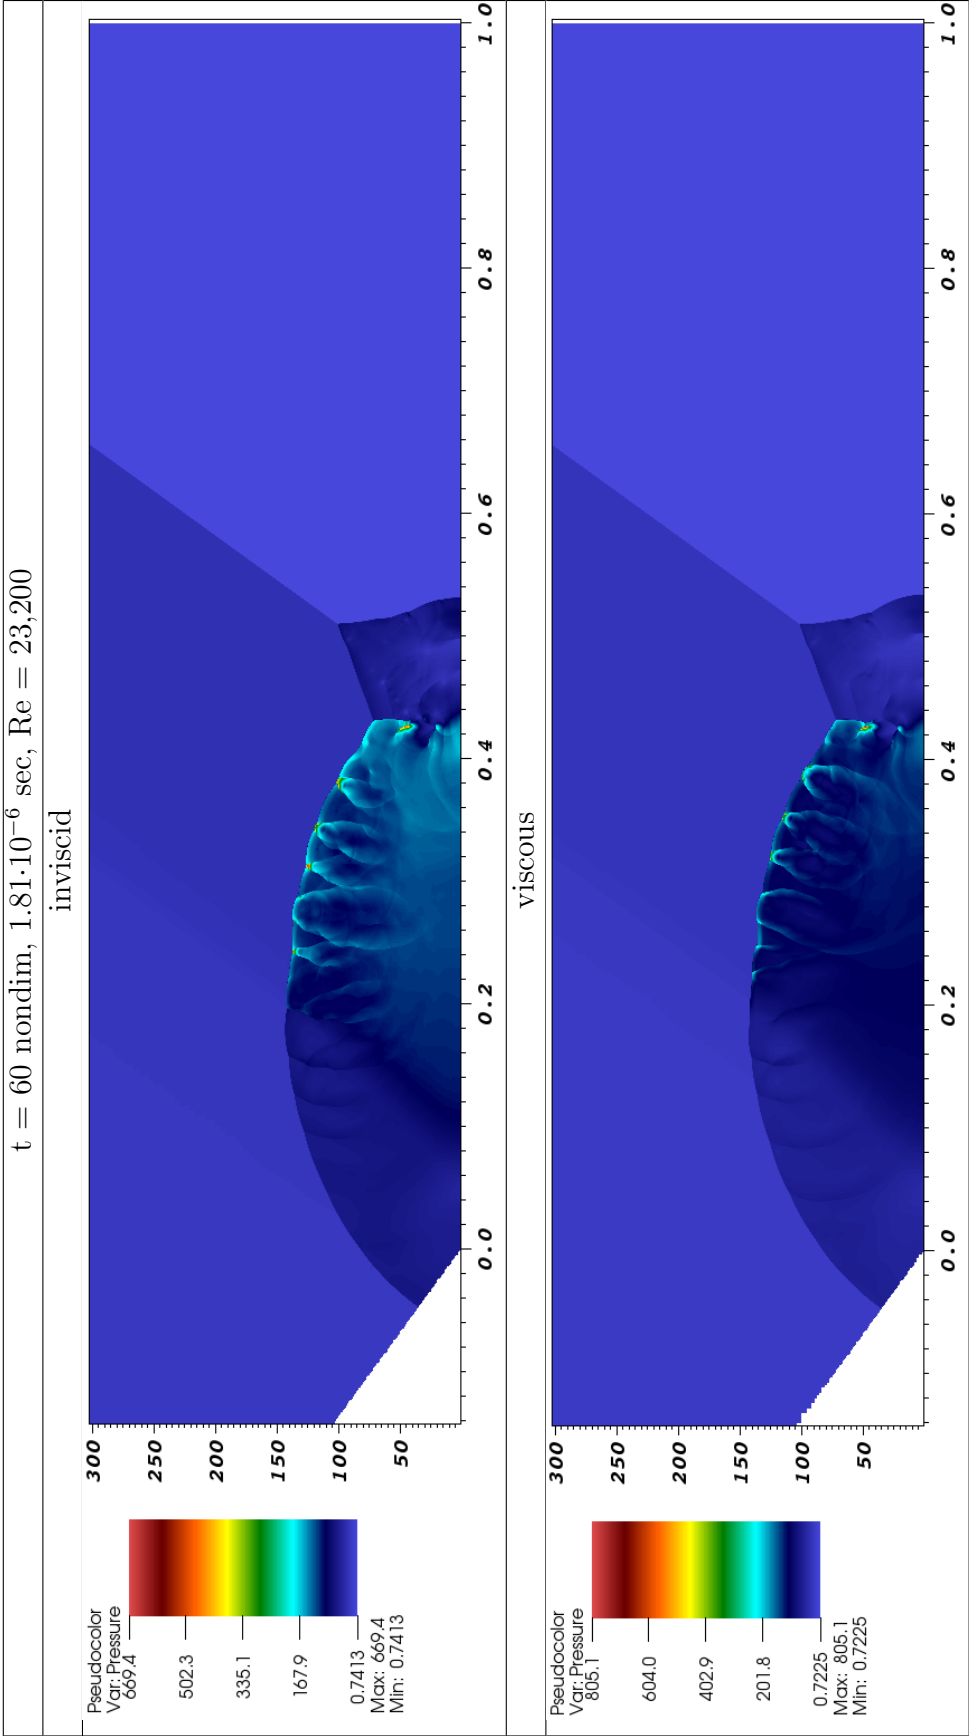 t = 60 nondim, 1.81·10⁻⁶ sec, Re = 23,200
inviscid
Pseudocolor
Var: Pressure
669.4
502.3
335.1
167.9
0.7413
Max: 669.4
Min: 0.7413
300
250
200
150
100
50
0.0 0.2 0.4 0.6 0.8 1.0
viscous
Pseudocolor
Var: Pressure
805.1
604.0
402.9
201.8
0.7225
Max: 805.1
Min: 0.7225
300
250
200
150
100
50
0.0 0.2 0.4 0.6 0.8 1.0